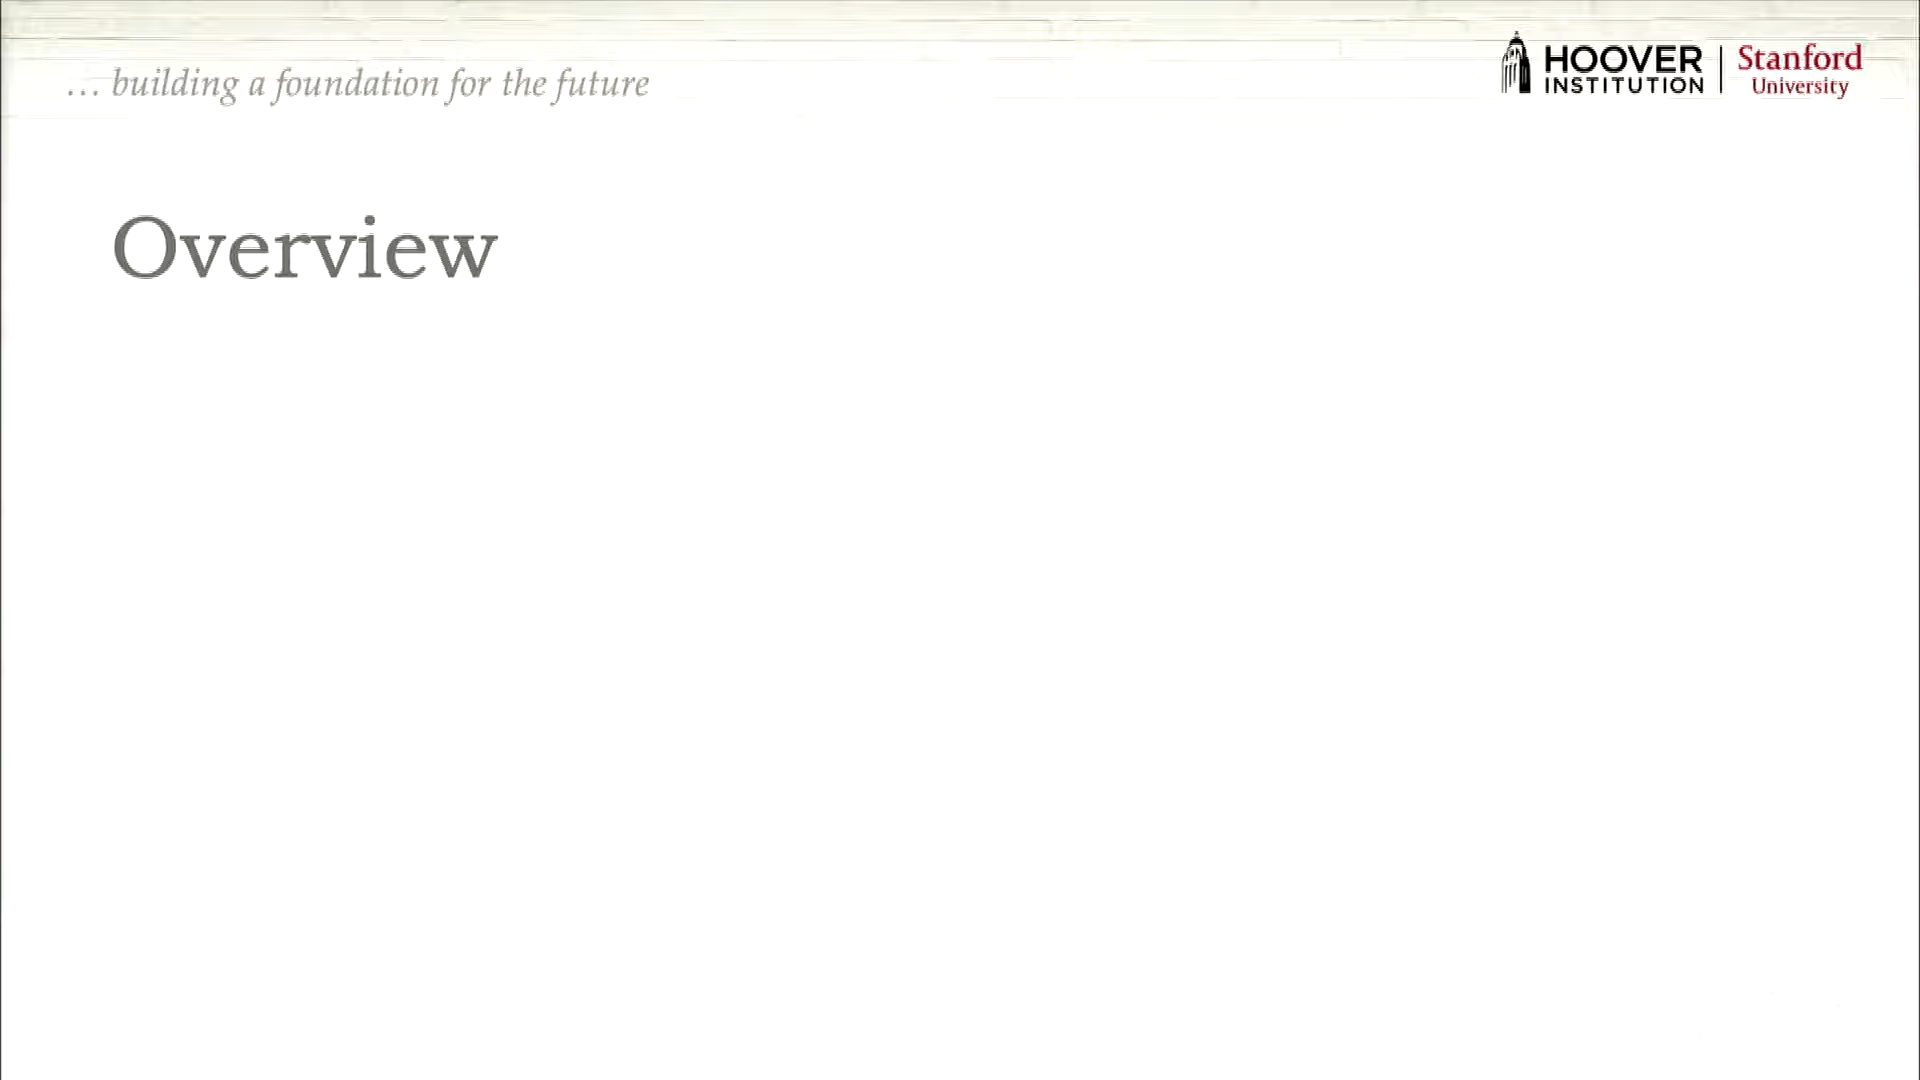 ... building a foundation for the future
HOOVER INSTITUTION | Stanford University
Overview